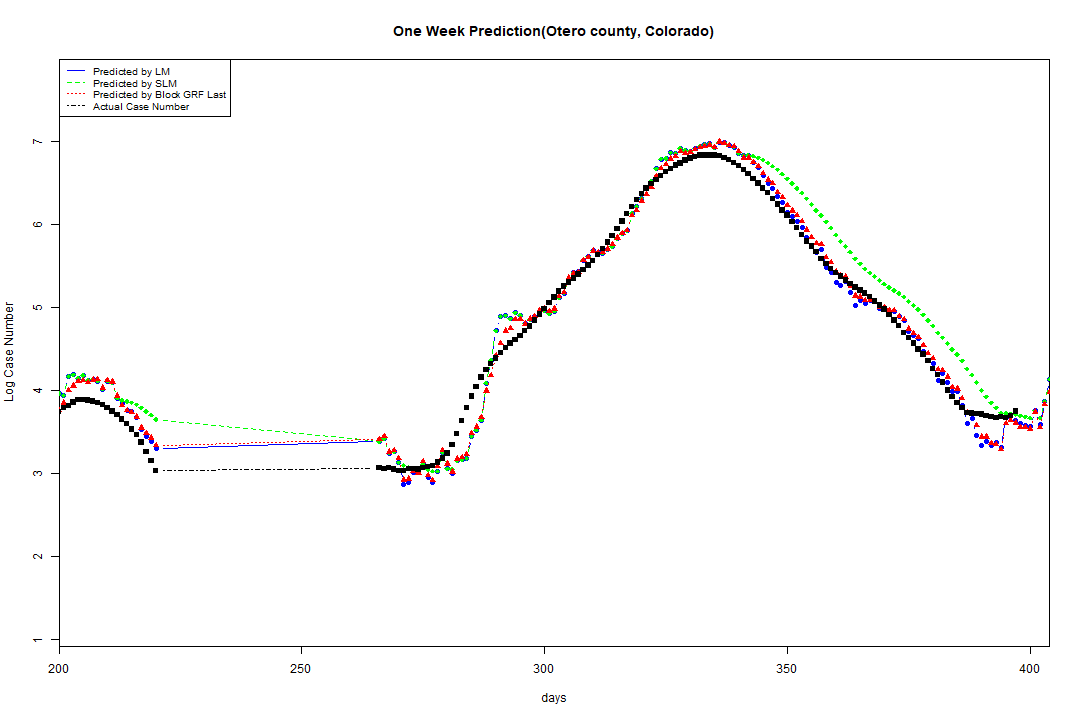 One Week Prediction(Otero county, Colorado)
Predicted by LM
Predicted by SLM
Predicted by Block GRF Last
Actual Case Number
7
6
5
4
3
2
1
Log Case Number
200 250 300 350 400
days